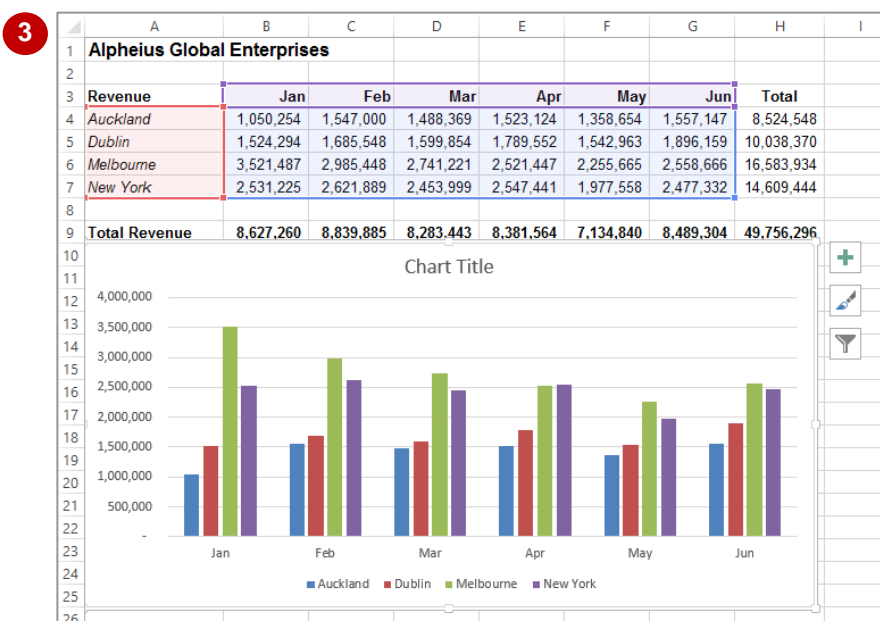 3
A B C D E F G H I
1 Alpheius Global Enterprises
2
3 Revenue Jan Feb Mar Apr May Jun Total
4 Auckland 1,050,254 1,547,000 1,488,369 1,523,124 1,358,654 1,557,147 8,524,548
5 Dublin 1,524,294 1,685,548 1,599,854 1,789,552 1,542,963 1,896,159 10,038,370
6 Melbourne 3,521,487 2,985,448 2,741,221 2,521,447 2,255,665 2,558,666 16,583,934
7 New York 2,531,225 2,621,889 2,453,999 2,547,441 1,977,558 2,477,332 14,609,444
8
9 Total Revenue 8,627,260 8,839,885 8,283,443 8,381,564 7,134,840 8,489,304 49,756,296
10
Chart Title
11
12 4,000,000
13 3,500,000
14
15 3,000,000
16 2,500,000
17 2,000,000
18
19 1,500,000
20 1,000,000
21 500,000
22 -
23 Jan Feb Mar Apr May Jun
24
Auckland Dublin Melbourne New York
25
26